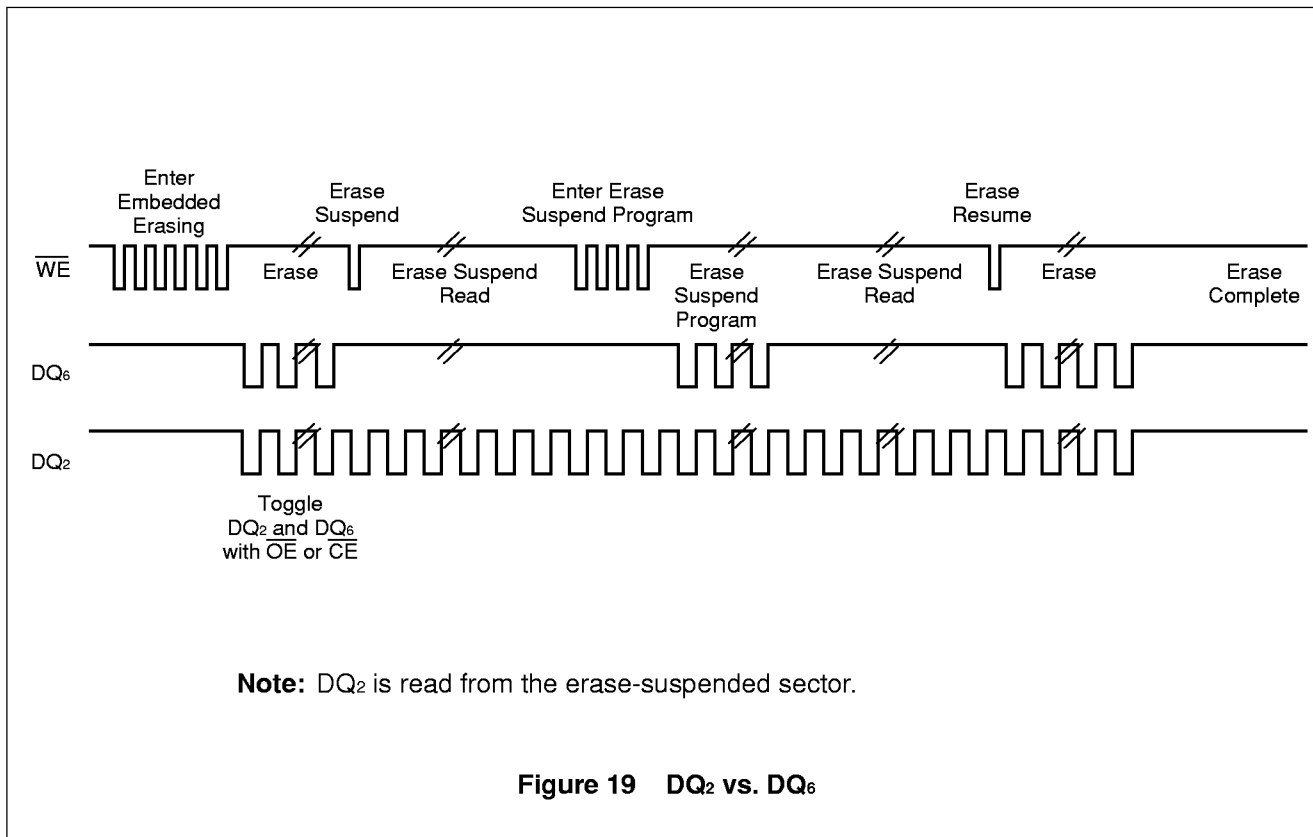 Enter
Embedded
Erasing
Erase
Suspend
Enter Erase
Suspend Program
Erase
Resume
WE
Erase
Erase Suspend
Read
Erase
Suspend
Program
Erase Suspend
Read
Erase
Erase
Complete
DQ6
DQ2
Toggle
DQ2 and DQ6
with OE or CE
Note: DQ2 is read from the erase-suspended sector.
Figure 19 DQ2 vs. DQ6